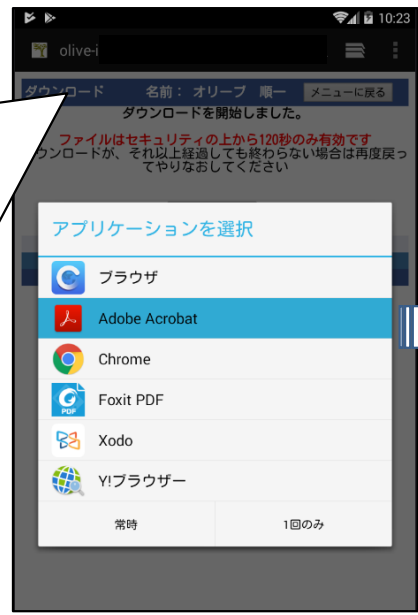 10:23
olive-i
ダウンロード 名前： オリーブ 順一 メニューに戻る
ダウンロードを開始しました。
ファイルはセキュリティの上から120秒のみ有効です
ウンロードが、それ以上経過しても終わらない場合は再度戻っ
てやりなおしてください
アプリケーションを選択
ブラウザ
Adobe Acrobat
Chrome
PDF
Foxit PDF
Xodo
Y!ブラウザー
常時 1回のみ